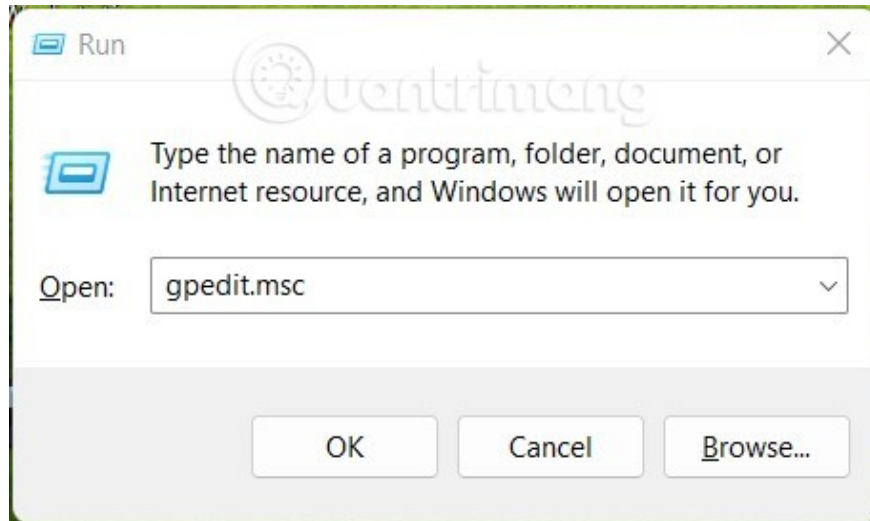 Run
Quantrimang
Type the name of a program, folder, document, or
Internet resource, and Windows will open it for you.
Open:
gpedit.msc
OK
Cancel
Browse...